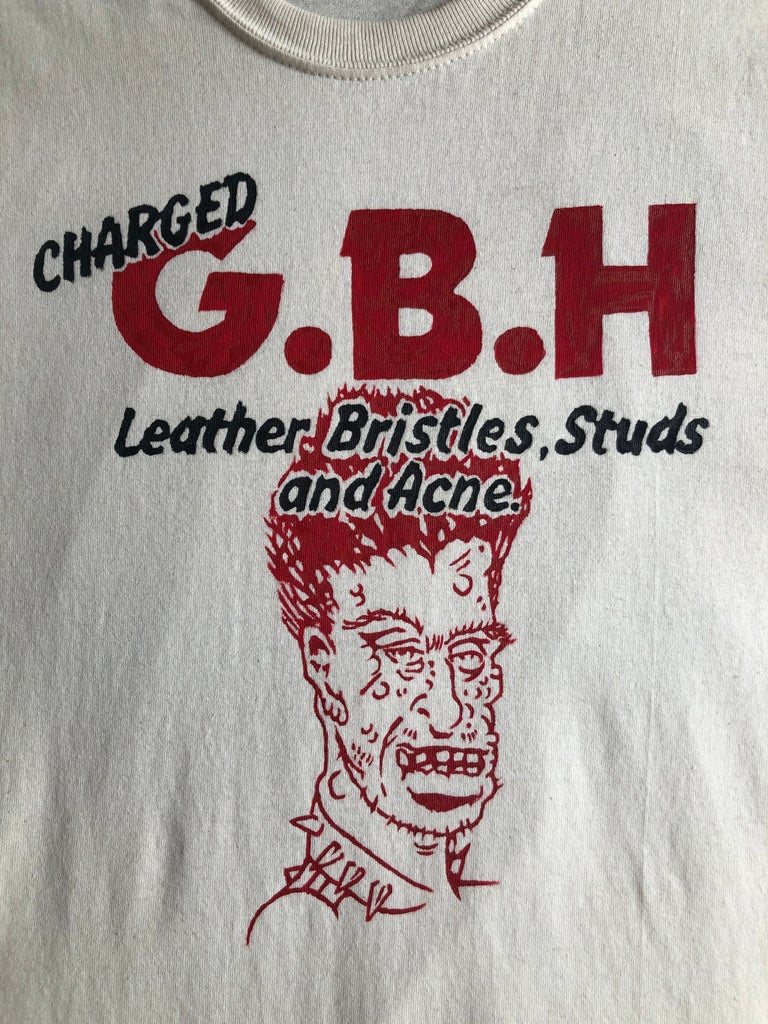 CHARGED
G.B.H
Leather Bristles, Studs
and Acne.